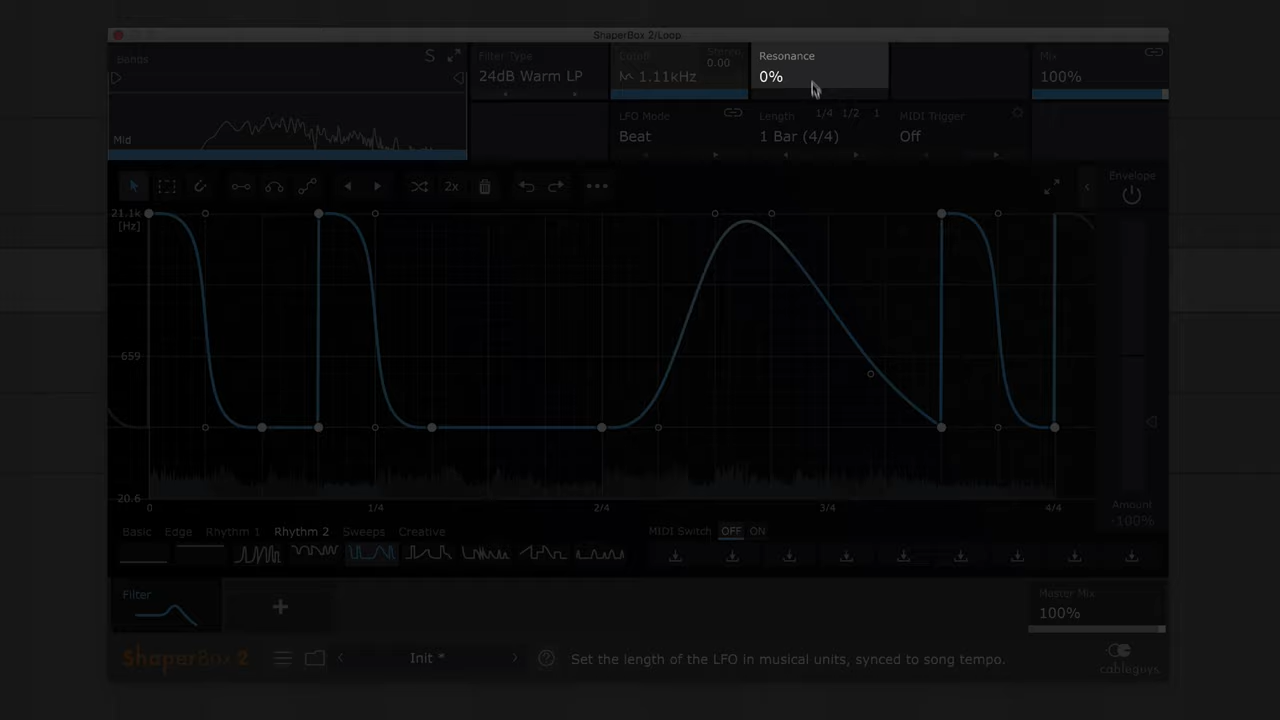 ShaperBox 2/Loop
Bands
S
Mid
Filter Type
24dB Warm LP
Cutoff
1.11kHz
Stereo
0.00
Resonance
0%
Mix
100%
LFO Mode
Beat
Length
1/4 1/2 1
1 Bar (4/4)
MIDI Trigger
Off
2x
Envelope
21.1k
[Hz]
659
20.6
0 1/4 2/4 3/4 4/4
Amount
-100%
Basic Edge Rhythm 1 Rhythm 2 Sweeps Creative
MIDI Switch OFF ON
Filter
+
Master Mix
100%
ShaperBox 2
Init *
? Set the length of the LFO in musical units, synced to song tempo.
cableguys